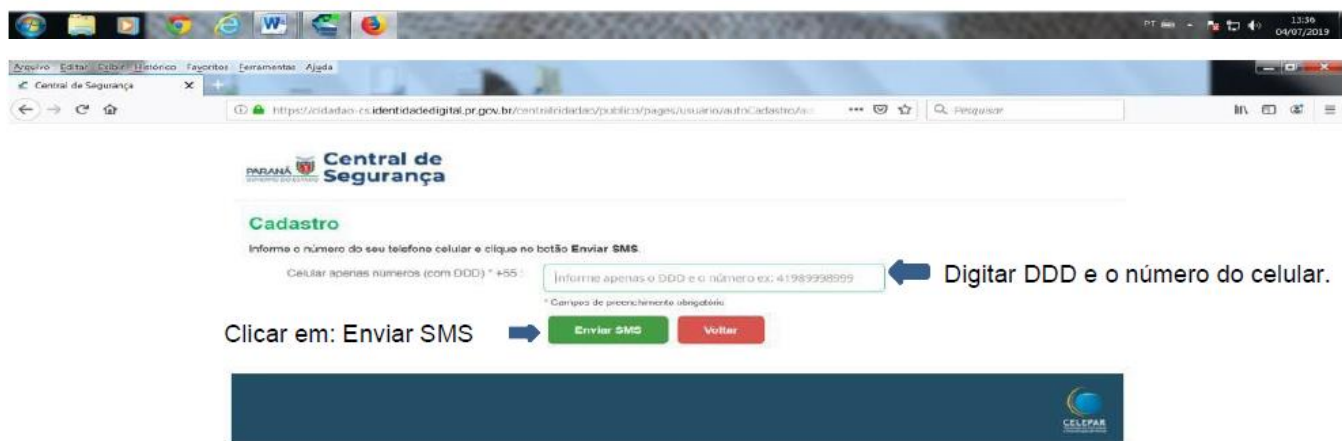 PT
13:56
04/07/2019
Arquivo Editar Exibir Histórico Favoritos Ferramentas Ajuda
Central de Segurança
https://cidadao-cs.identidadedigital.pr.gov.br/centralcidadao/publico/pages/usuario/autoCadastro/
Pesquisar
PARANÁ
Central de
Segurança
Cadastro
Informe o número do seu telefone celular e clique no botão Enviar SMS.
Celular apenas números (com DDD) * +55 :
Informe apenas o DDD e o número ex: 41989998999
Digitar DDD e o número do celular.
* Campos de preenchimento obrigatório
Clicar em: Enviar SMS
Enviar SMS
Voltar
CELEPAR